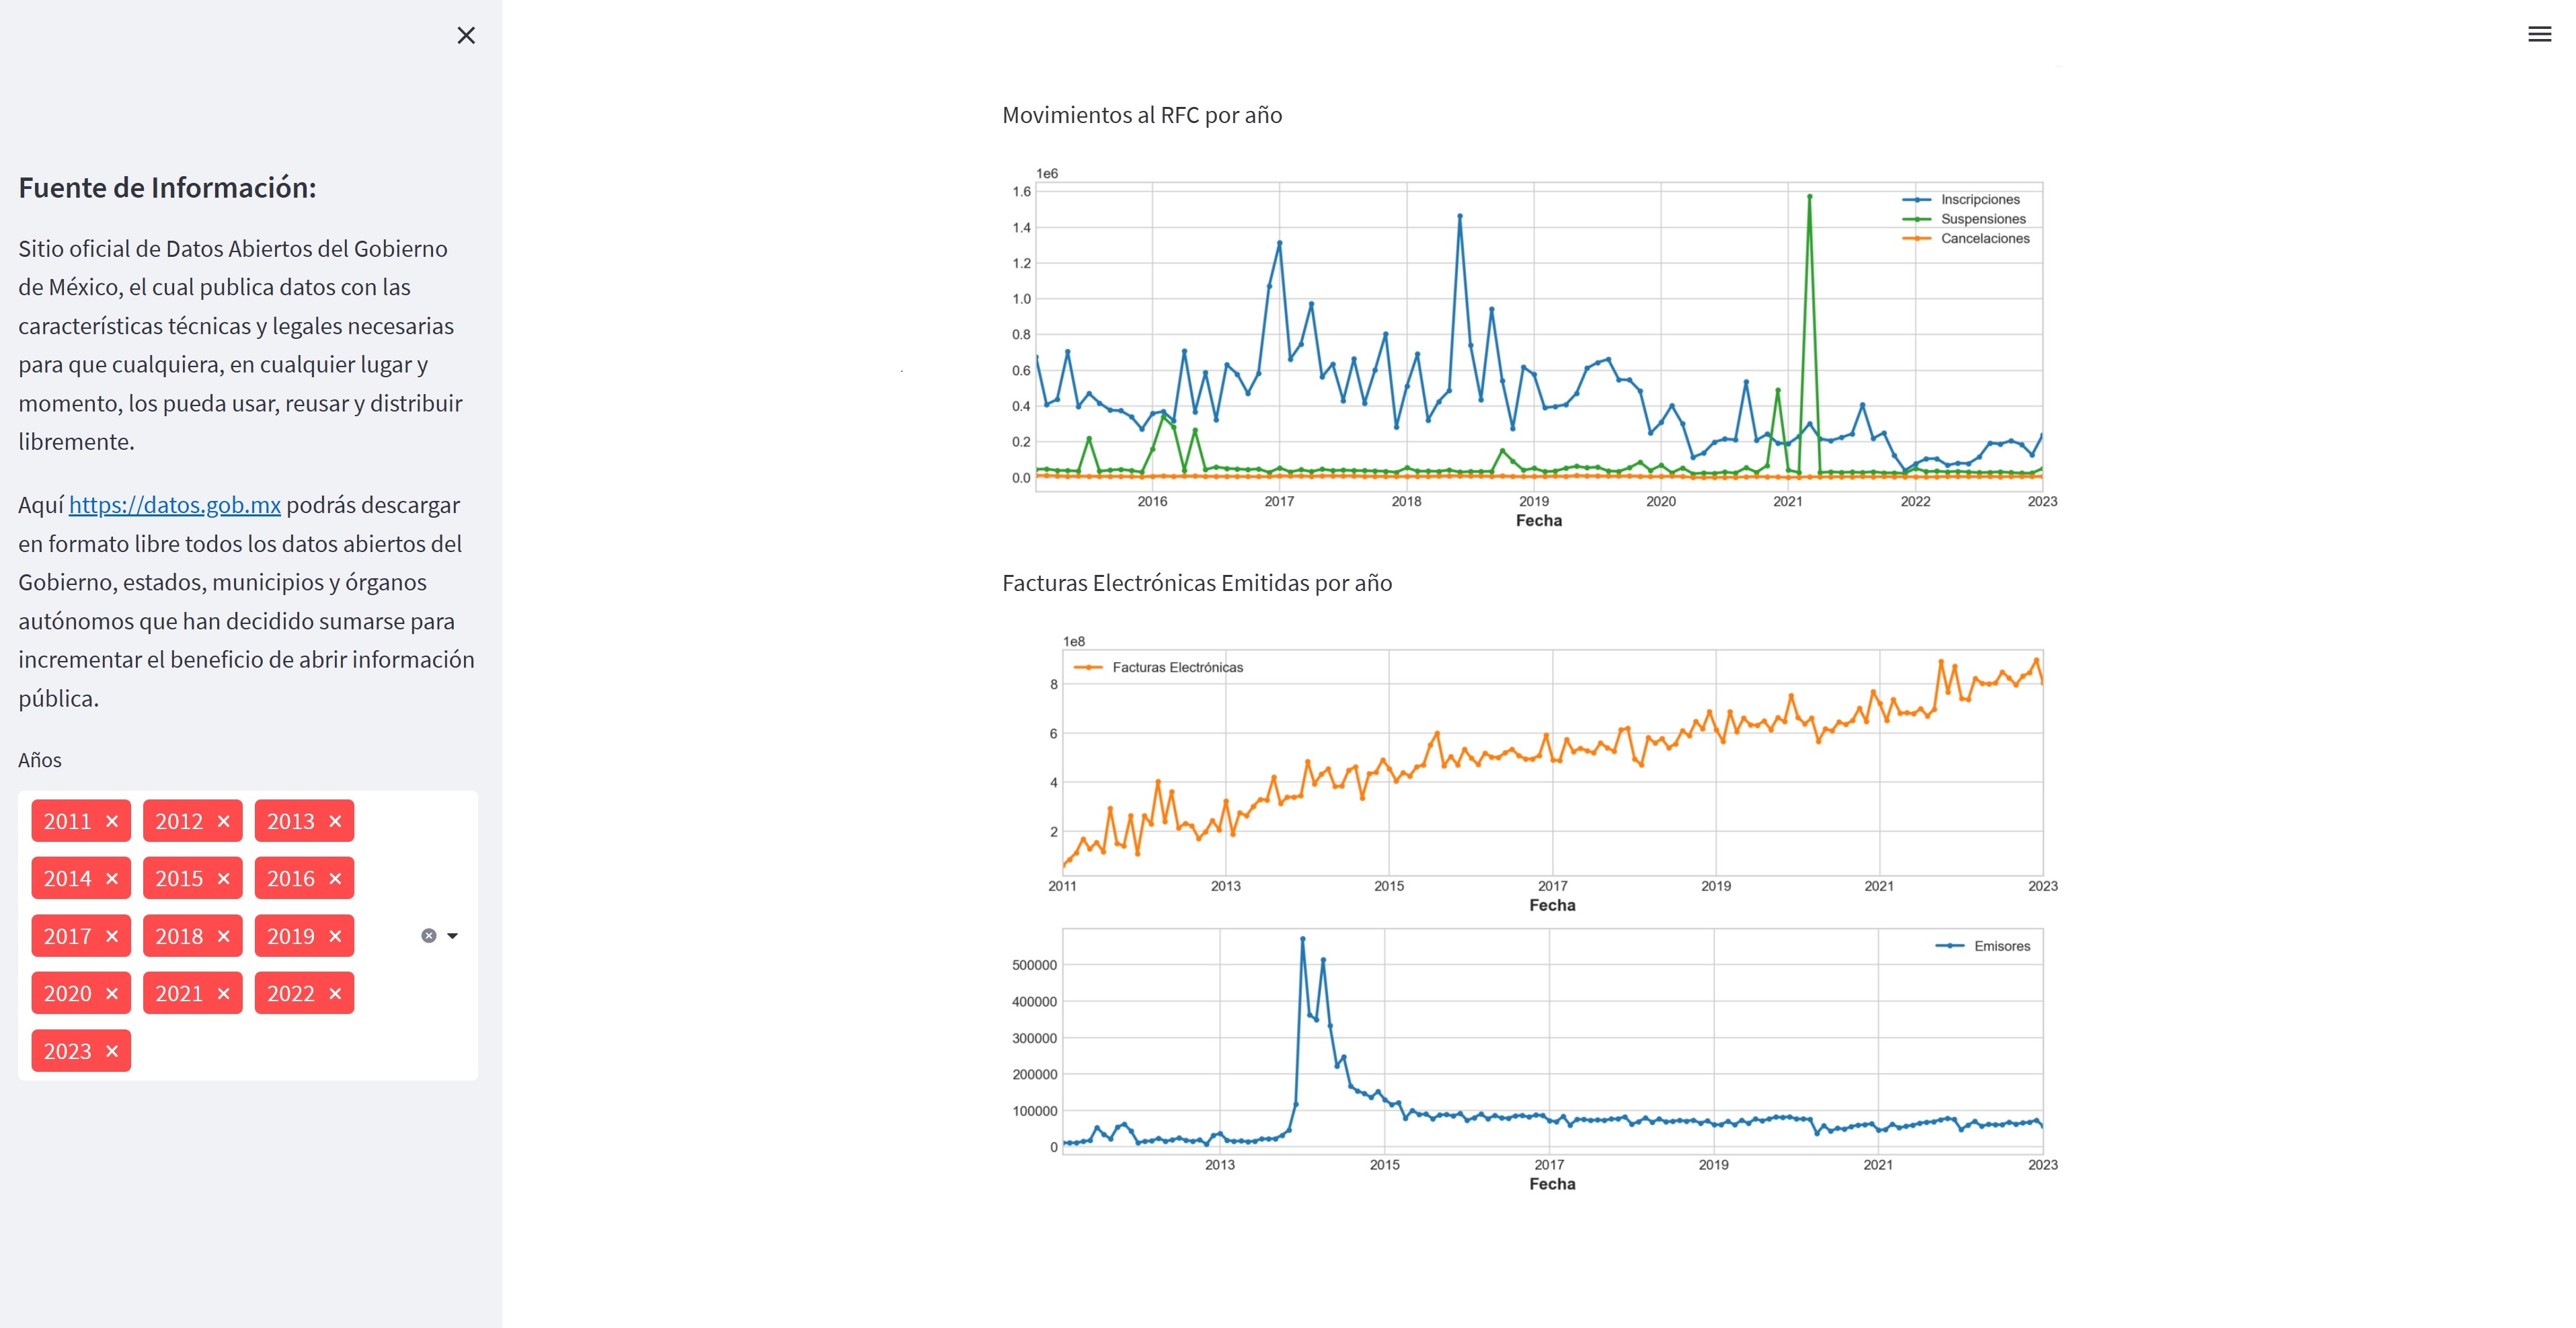 Fuente de Información:
Sitio oficial de Datos Abiertos del Gobierno
de México, el cual publica datos con las
características técnicas y legales necesarias
para que cualquiera, en cualquier lugar y
momento, los pueda usar, reusar y distribuir
libremente.
Aquí https://datos.gob.mx podrás descargar
en formato libre todos los datos abiertos del
Gobierno, estados, municipios y órganos
autónomos que han decidido sumarse para
incrementar el beneficio de abrir información
pública.
Años
2011 2012 2013
2014 2015 2016
2017 2018 2019
2020 2021 2022
2023
Movimientos al RFC por año
1e6
1.6
1.4
1.2
1.0
0.8
0.6
0.4
0.2
0.0
Inscripciones
Suspensiones
Cancelaciones
2016 2017 2018 2019 2020 2021 2022 2023
Fecha
Facturas Electrónicas Emitidas por año
1e8
Facturas Electrónicas
8
6
4
2
2011 2013 2015 2017 2019 2021 2023
Fecha
Emisores
500000
400000
300000
200000
100000
0
2013 2015 2017 2019 2021 2023
Fecha